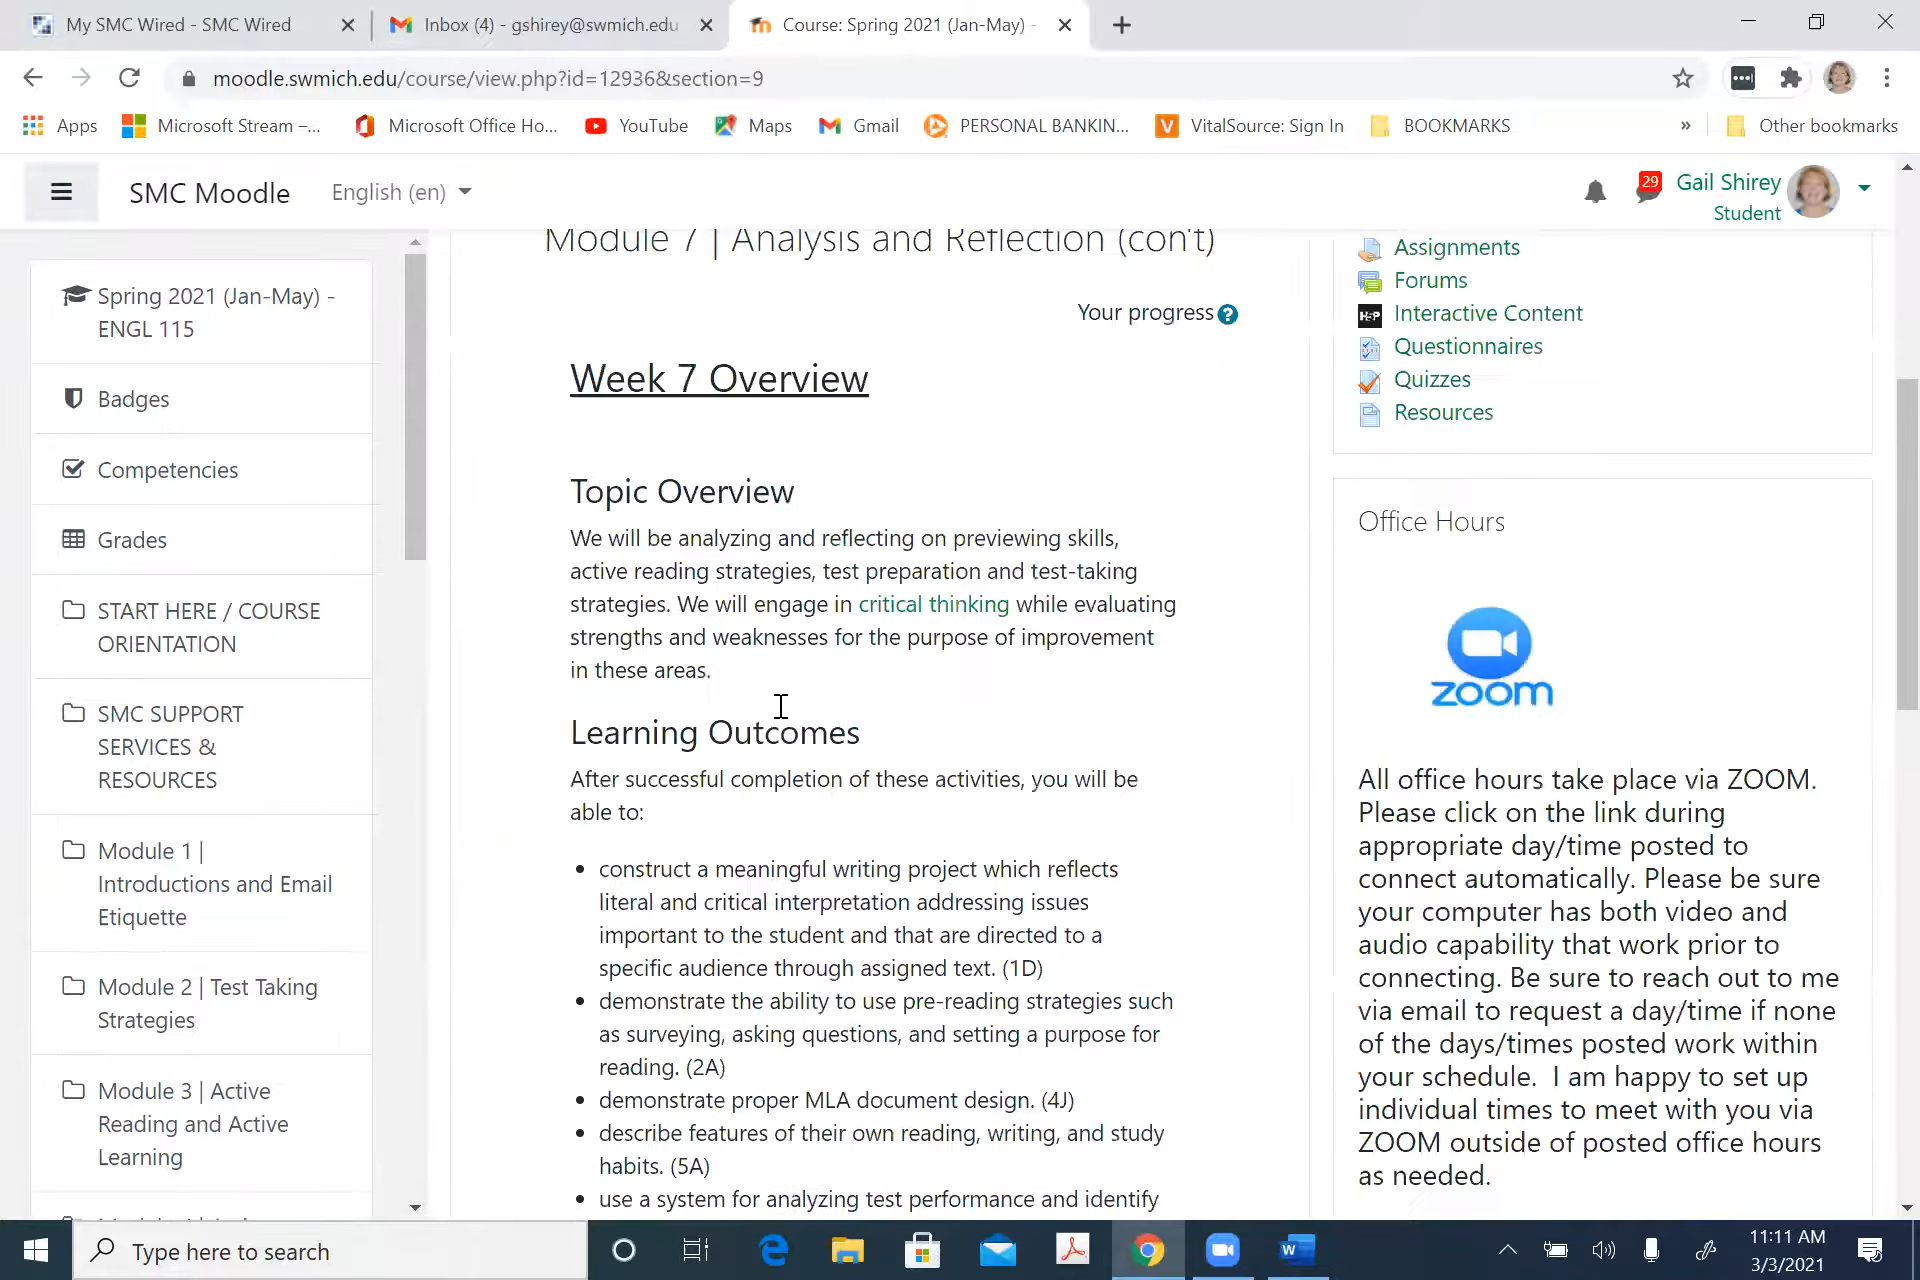 My SMC Wired - SMC Wired
Inbox (4) - gshirey@swmich.edu
Course: Spring 2021 (Jan-May) -
moodle.swmich.edu/course/view.php?id=12936&section=9
Apps
Microsoft Stream –...
Microsoft Office Ho...
YouTube
Maps
Gmail
PERSONAL BANKIN...
VitalSource: Sign In
BOOKMARKS
»
Other bookmarks
SMC Moodle
English (en)
29
Gail Shirey
Student
Spring 2021 (Jan-May) -
ENGL 115
Badges
Competencies
Grades
START HERE / COURSE
ORIENTATION
SMC SUPPORT
SERVICES &
RESOURCES
Module 1 |
Introductions and Email
Etiquette
Module 2 | Test Taking
Strategies
Module 3 | Active
Reading and Active
Learning
Module 7 | Analysis and Reflection (con't)
Your progress
Week 7 Overview
Topic Overview
We will be analyzing and reflecting on previewing skills,
active reading strategies, test preparation and test-taking
strategies. We will engage in critical thinking while evaluating
strengths and weaknesses for the purpose of improvement
in these areas.
Learning Outcomes
After successful completion of these activities, you will be
able to:
• construct a meaningful writing project which reflects
literal and critical interpretation addressing issues
important to the student and that are directed to a
specific audience through assigned text. (1D)
• demonstrate the ability to use pre-reading strategies such
as surveying, asking questions, and setting a purpose for
reading. (2A)
• demonstrate proper MLA document design. (4J)
• describe features of their own reading, writing, and study
habits. (5A)
• use a system for analyzing test performance and identify
Assignments
Forums
H-P Interactive Content
Questionnaires
Quizzes
Resources
Office Hours
zoom
All office hours take place via ZOOM.
Please click on the link during
appropriate day/time posted to
connect automatically. Please be sure
your computer has both video and
audio capability that work prior to
connecting. Be sure to reach out to me
via email to request a day/time if none
of the days/times posted work within
your schedule.  I am happy to set up
individual times to meet with you via
ZOOM outside of posted office hours
as needed.
Type here to search
11:11 AM
3/3/2021